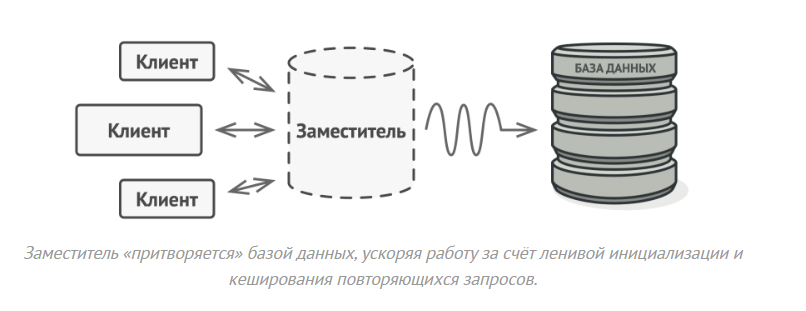 Клиент
Клиент
Клиент
Заместитель
БАЗА ДАННЫХ
Заместитель «притворяется» базой данных, ускоряя работу за счёт ленивой инициализации и
кеширования повторяющихся запросов.